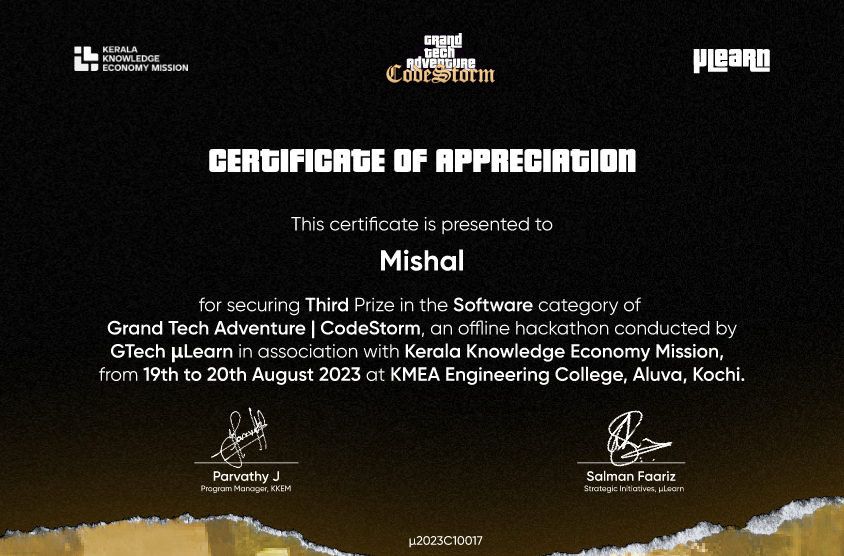 KERALA
KNOWLEDGE
ECONOMY MISSION
GRAND
tech
ADVENTURE
CodeStorm
µLEARN
CERTIFICATE OF APPRECIATION
This certificate is presented to
Mishal
for securing Third Prize in the Software category of
Grand Tech Adventure | CodeStorm, an offline hackathon conducted by
GTech µLearn in association with Kerala Knowledge Economy Mission,
from 19th to 20th August 2023 at KMEA Engineering College, Aluva, Kochi.
Parvathy J
Program Manager, KKEM
Salman Faariz
Strategic Initiatives, µLearn
µ2023C10017